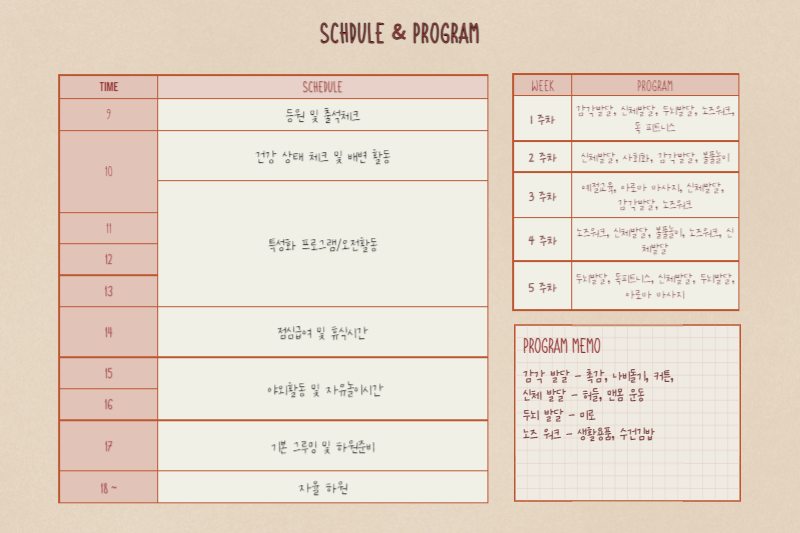 SCHDULE & PROGRAM
TIME
SCHEDULE
9
등원 및 출석체크
10
건강 상태 체크 및 배변 활동
11
12
13
특성화 프로그램/오전활동
14
점심급여 및 휴식시간
15
16
야외활동 및 자유놀이시간
17
기본 그루밍 및 하원준비
18 ~
자율 하원
WEEK
PROGRAM
1 주차
감각발달, 신체발달, 두뇌발달, 노즈워크,
독 피트니스
2 주차
신체발달, 사회화, 감각발달, 볼풀놀이
3 주차
예절교육, 아로마 마사지, 신체발달,
감각발달, 노즈워크
4 주차
노즈워크, 신체발달, 볼풀놀이, 노즈워크, 신
체발달
5 주차
두뇌발달, 독피트니스, 신체발달, 두뇌발달,
아로마 마사지
PROGRAM MEMO
감각 발달 - 촉감, 나비돌기, 커튼,
신체 발달 - 허들, 맨몸 운동
두뇌 발달 - 미로
노즈 워크 - 생활용품, 수건김밥